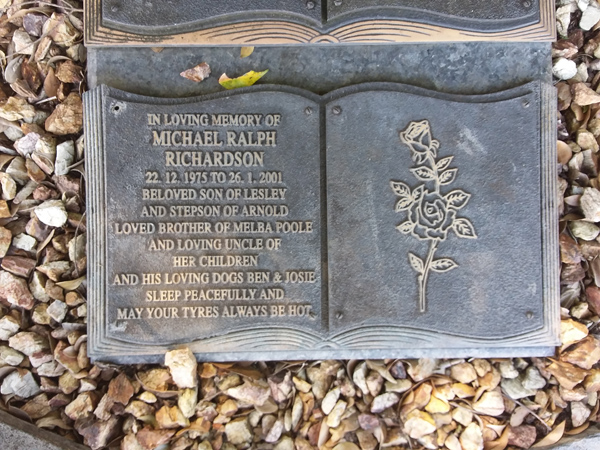 IN LOVING MEMORY OF
MICHAEL RALPH
RICHARDSON
22. 12. 1975 TO 26. 1. 2001
BELOVED SON OF LESLEY
AND STEPSON OF ARNOLD
LOVED BROTHER OF MELBA POOLE
AND LOVING UNCLE OF
HER CHILDREN
AND HIS LOVING DOGS BEN & JOSIE
SLEEP PEACEFULLY AND
MAY YOUR TYRES ALWAYS BE HOT